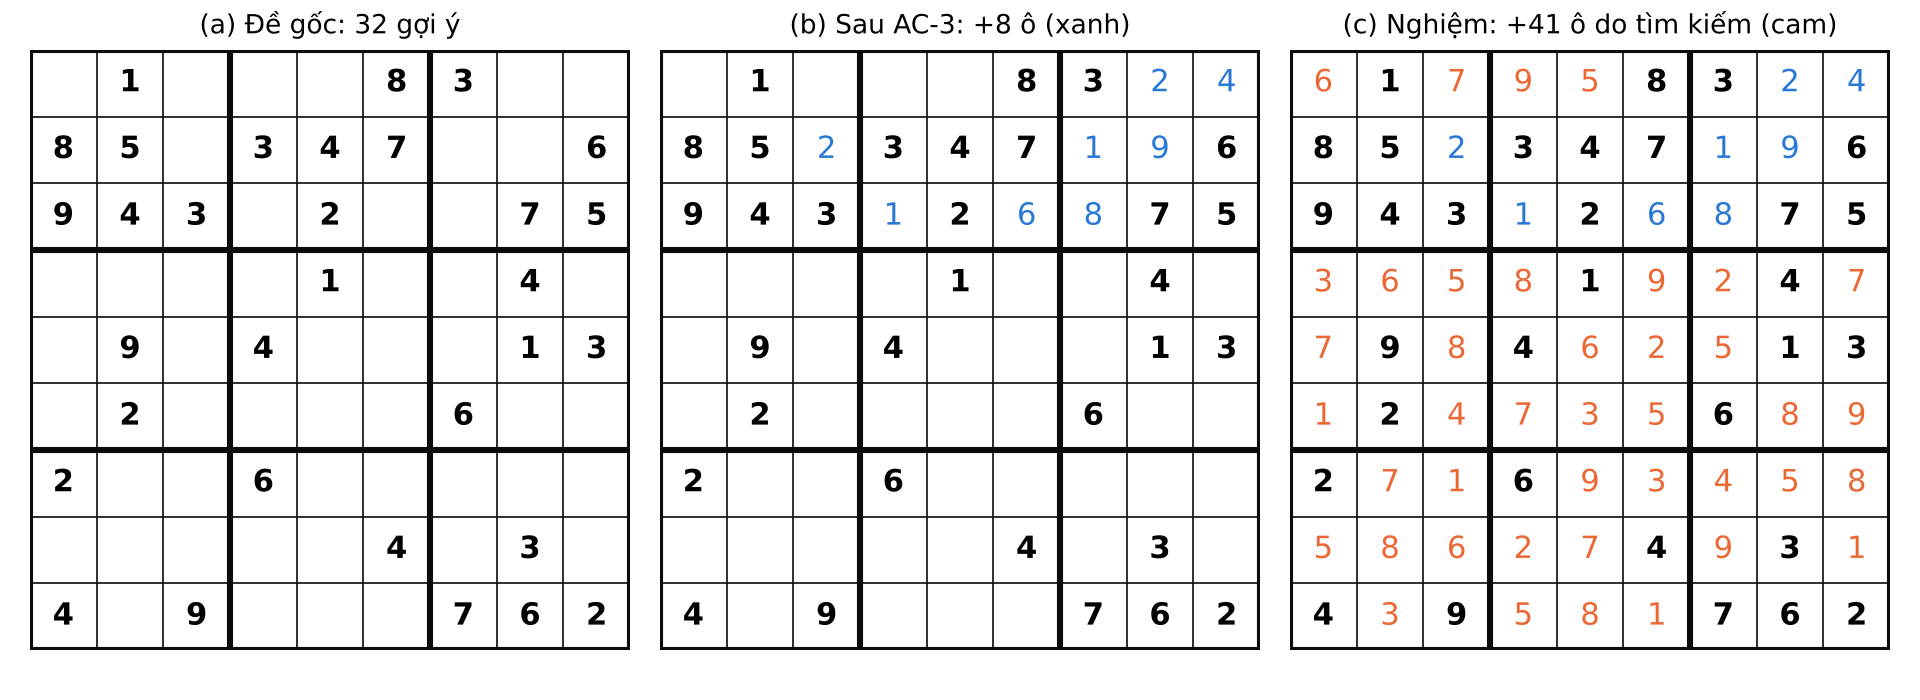 (a) Đề gốc: 32 gợi ý
1 8 3
8 5 3 4 7 6
9 4 3 2 7 5
1 4
9 4 1 3
2 6
2 6
4 3
4 9 7 6 2
(b) Sau AC-3: +8 ô (xanh)
1 8 3 2 4
8 5 2 3 4 7 1 9 6
9 4 3 1 2 6 8 7 5
1 4
9 4 1 3
2 6
2 6
4 3
4 9 7 6 2
(c) Nghiệm: +41 ô do tìm kiếm (cam)
6 1 7 9 5 8 3 2 4
8 5 2 3 4 7 1 9 6
9 4 3 1 2 6 8 7 5
3 6 5 8 1 9 2 4 7
7 9 8 4 6 2 5 1 3
1 2 4 7 3 5 6 8 9
2 7 1 6 9 3 4 5 8
5 8 6 2 7 4 9 3 1
4 3 9 5 8 1 7 6 2